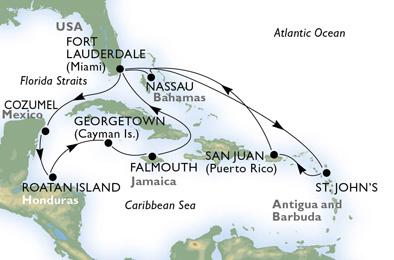 USA
FORT
LAUDERDALE
(Miami)
Atlantic Ocean
Florida Straits
NASSAU
Bahamas
COZUMEL
Mexico
GEORGETOWN
(Cayman Is.)
SAN JUAN
(Puerto Rico)
FALMOUTH
Jamaica
ROATAN ISLAND
Honduras
ST. JOHN'S
Antigua and
Barbuda
Caribbean Sea